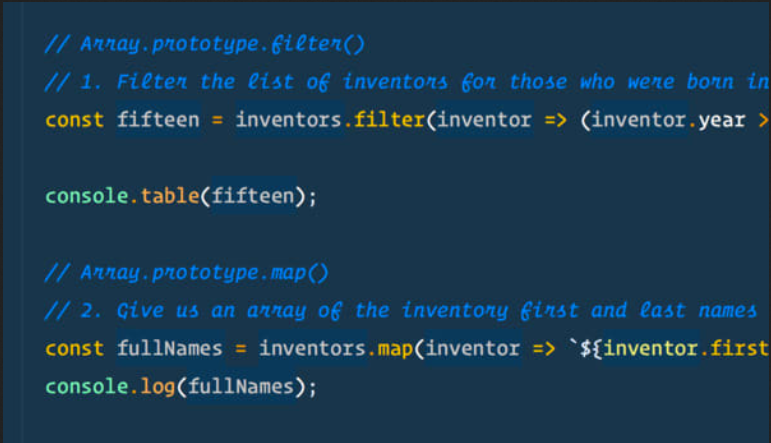 // Array.prototype.filter()
// 1. Filter the list of inventors for those who were born in
const fifteen = inventors.filter(inventor => (inventor.year >
console.table(fifteen);
// Array.prototype.map()
// 2. Give us an array of the inventory first and last names
const fullNames = inventors.map(inventor => `${inventor.first
console.log(fullNames);